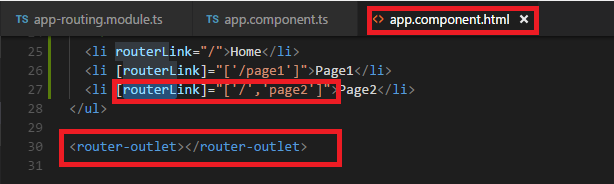 TS app-routing.module.ts TS app.component.ts <> app.component.html ×
25 <li routerLink="/">Home</li>
26 <li [routerLink]="['/page1']">Page1</li>
27 <li [routerLink]="['/','page2']">Page2</li>
28 </ul>
29
30 <router-outlet></router-outlet>
31